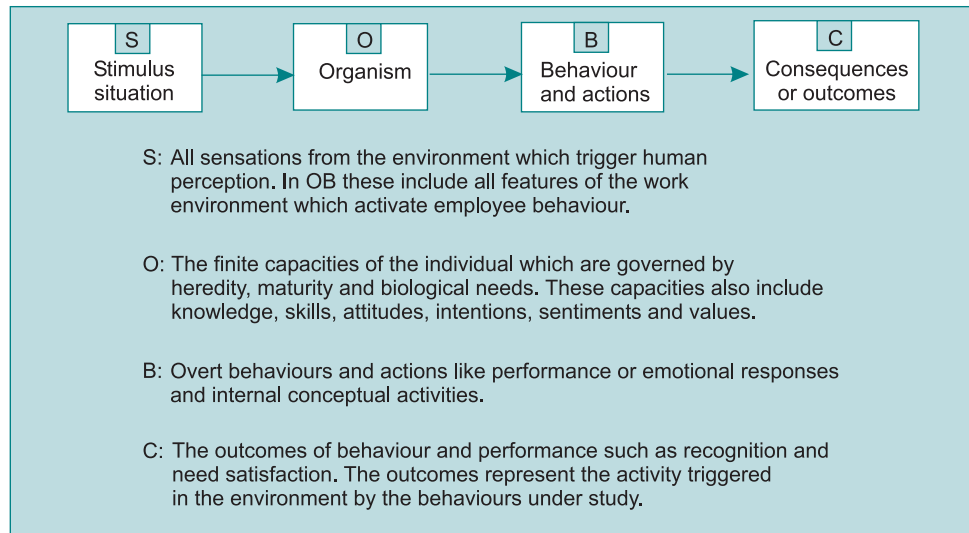 S
O
B
C
Stimulus
situation
Organism
Behaviour
and actions
Consequences
or outcomes
S: All sensations from the environment which trigger human
perception. In OB these include all features of the work
environment which activate employee behaviour.
O: The finite capacities of the individual which are governed by
heredity, maturity and biological needs. These capacities also include
knowledge, skills, attitudes, intentions, sentiments and values.
B: Overt behaviours and actions like performance or emotional responses
and internal conceptual activities.
C: The outcomes of behaviour and performance such as recognition and
need satisfaction. The outcomes represent the activity triggered
in the environment by the behaviours under study.